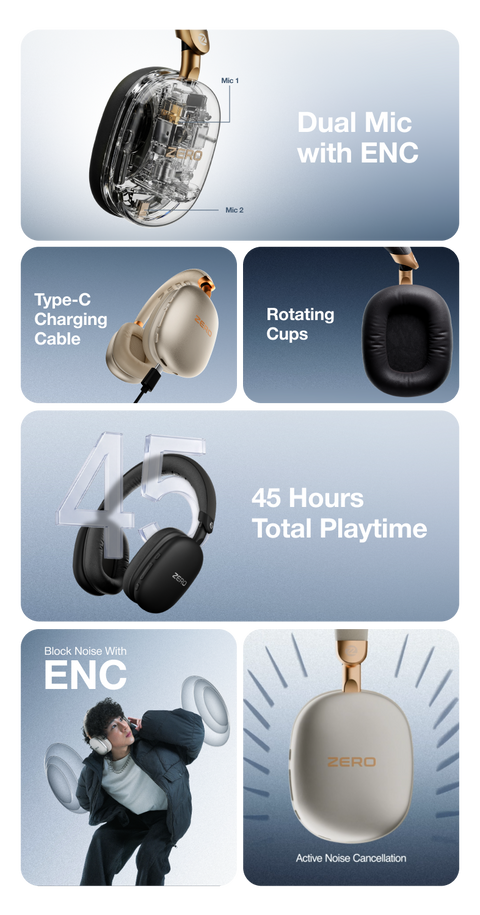 Mic 1
Dual Mic
with ENC
ZERO
Mic 2
Type-C
Charging
Cable
ZERO
Rotating
Cups
45
45 Hours
Total Playtime
ZERO
Block Noise With
ENC
ZERO
Active Noise Cancellation